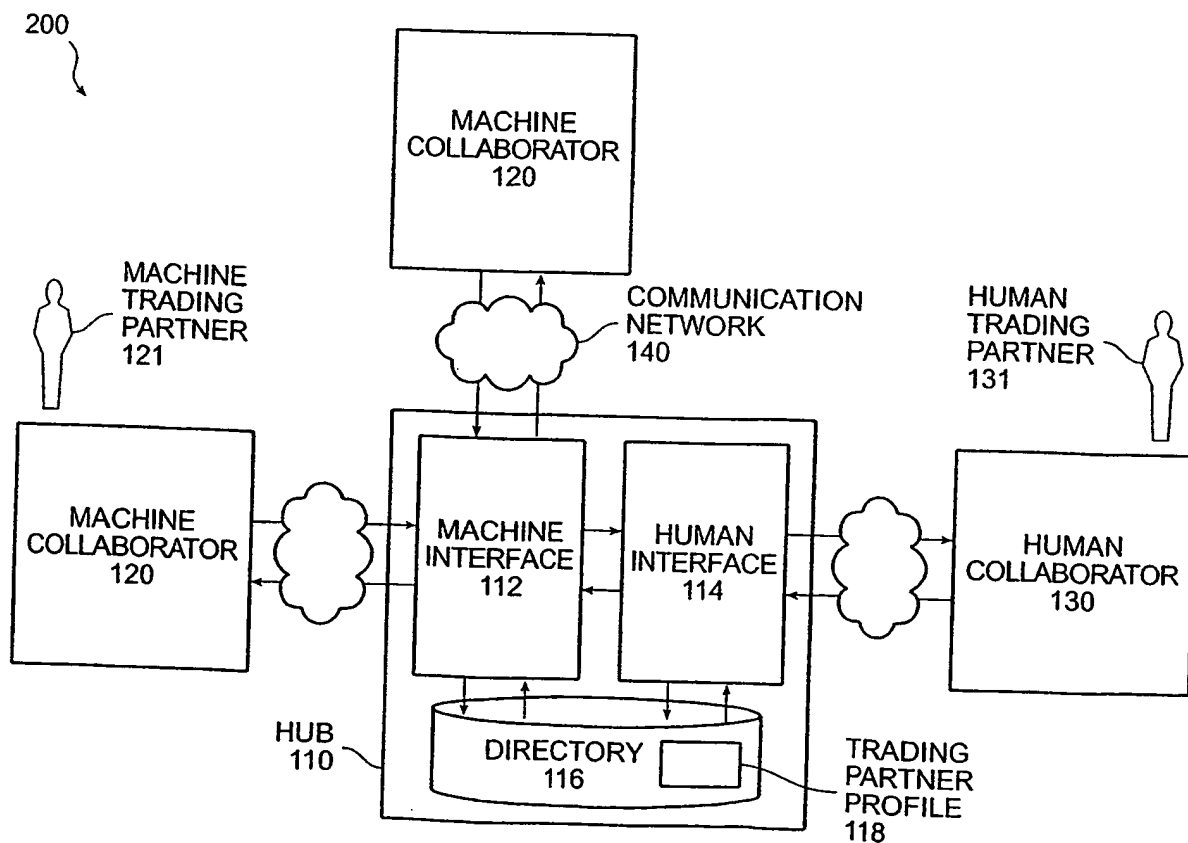 200
MACHINE
COLLABORATOR
120
MACHINE
TRADING
PARTNER
121
COMMUNICATION
NETWORK
140
HUMAN
TRADING
PARTNER
131
MACHINE
COLLABORATOR
120
MACHINE
INTERFACE
112
HUMAN
INTERFACE
114
HUMAN
COLLABORATOR
130
HUB
110
DIRECTORY
116
TRADING
PARTNER
PROFILE
118